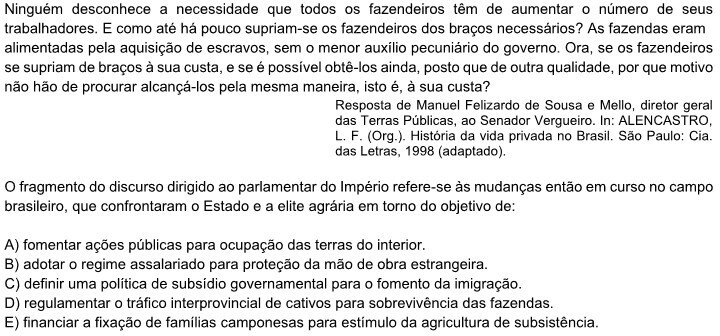 Ninguém desconhece a necessidade que todos os fazendeiros têm de aumentar o número de seus
trabalhadores. E como até há pouco supriam-se os fazendeiros dos braços necessários? As fazendas eram
alimentadas pela aquisição de escravos, sem o menor auxílio pecuniário do governo. Ora, se os fazendeiros
se supriam de braços à sua custa, e se é possível obtê-los ainda, posto que de outra qualidade, por que motivo
não hão de procurar alcançá-los pela mesma maneira, isto é, à sua custa?
Resposta de Manuel Felizardo de Sousa e Mello, diretor geral
das Terras Públicas, ao Senador Vergueiro. In: ALENCASTRO,
L. F. (Org.). História da vida privada no Brasil. São Paulo: Cia.
das Letras, 1998 (adaptado).
O fragmento do discurso dirigido ao parlamentar do Império refere-se às mudanças então em curso no campo
brasileiro, que confrontaram o Estado e a elite agrária em torno do objetivo de:
A) fomentar ações públicas para ocupação das terras do interior.
B) adotar o regime assalariado para proteção da mão de obra estrangeira.
C) definir uma política de subsídio governamental para o fomento da imigração.
D) regulamentar o tráfico interprovincial de cativos para sobrevivência das fazendas.
E) financiar a fixação de famílias camponesas para estímulo da agricultura de subsistência.